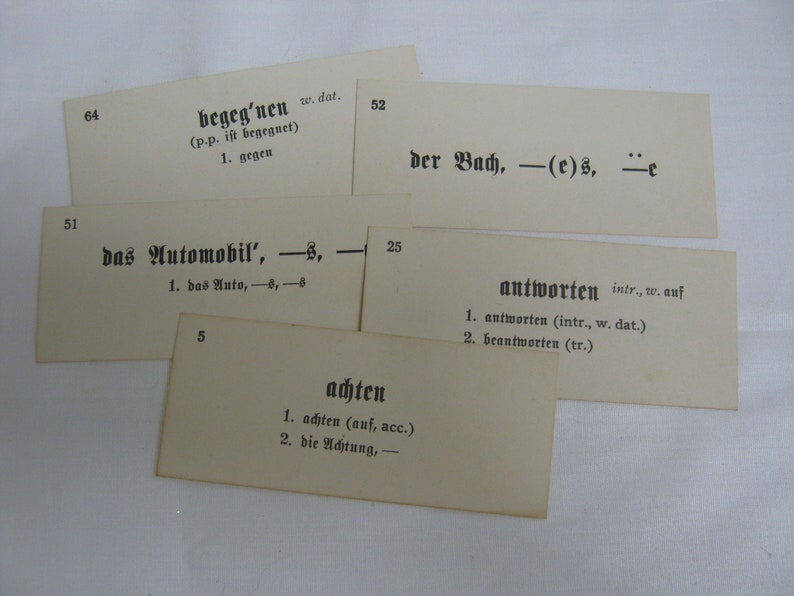 64
begeg'nen w. dat.
(p.p. ist begegnet)
1. gegen
52
der Bach, —(e)s, —̈e
51
das Automobil', —s, —
1. das Auto, —s, —s
25
antworten intr., w. auf
1. antworten (intr., w. dat.)
2. beantworten (tr.)
5
achten
1. achten (auf, acc.)
2. die Achtung, —